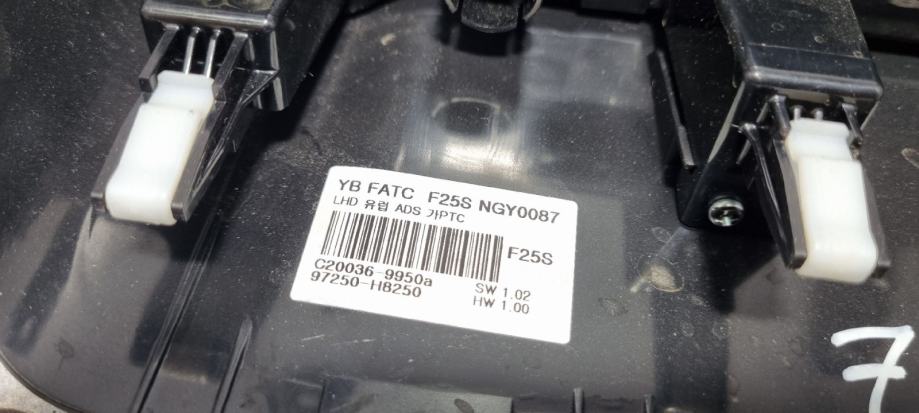 YB FATC F25S NGY0087
LHD 유럽 ADS 가PTC
F25S
C20036-9950a
97250-H8250
SW 1.02
HW 1.00
7